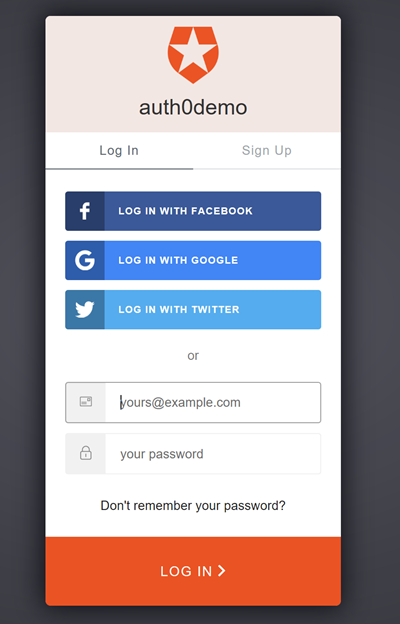 auth0demo
Log In
Sign Up
LOG IN WITH FACEBOOK
LOG IN WITH GOOGLE
LOG IN WITH TWITTER
or
yours@example.com
your password
Don't remember your password?
LOG IN